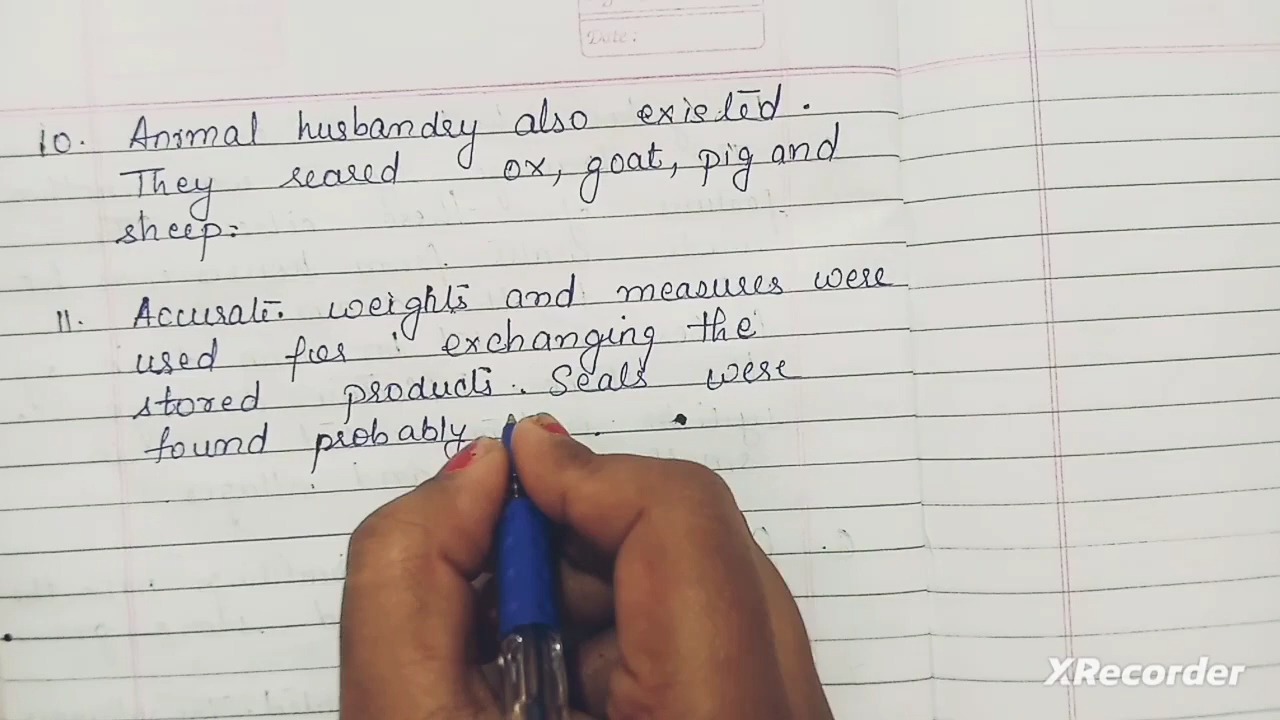 Date:
10. Animal husbandry also existed.
They reared ox, goat, pig and
sheep.
11. Accurate weights and measures were
used for exchanging the
stored products. Seals were
found probably
XRecorder